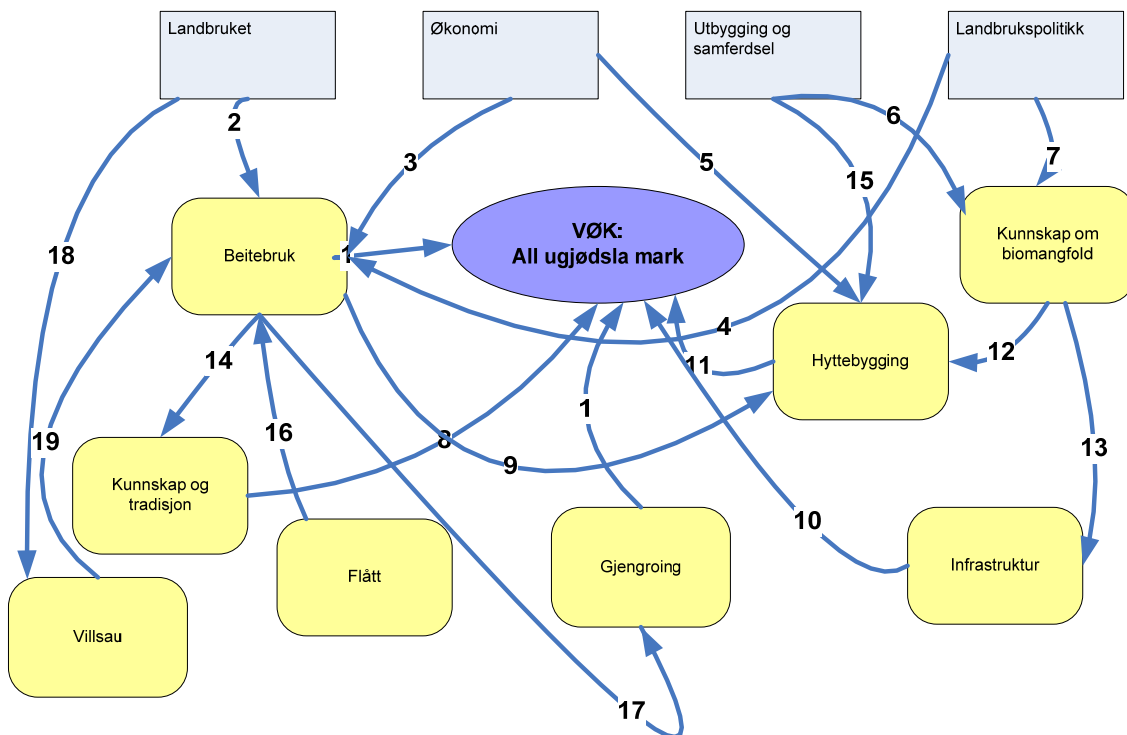 Landbruket
Økonomi
Utbygging og
samferdsel
Landbrukspolitikk
2
3
5
6
7
15
18
1
4
VØK:
All ugjødsla mark
Beitebruk
Kunnskap om
biomangfold
Hyttebygging
14
16
19
11
12
1
8
9
13
10
17
Kunnskap og
tradisjon
Flått
Gjengroing
Infrastruktur
Villsau